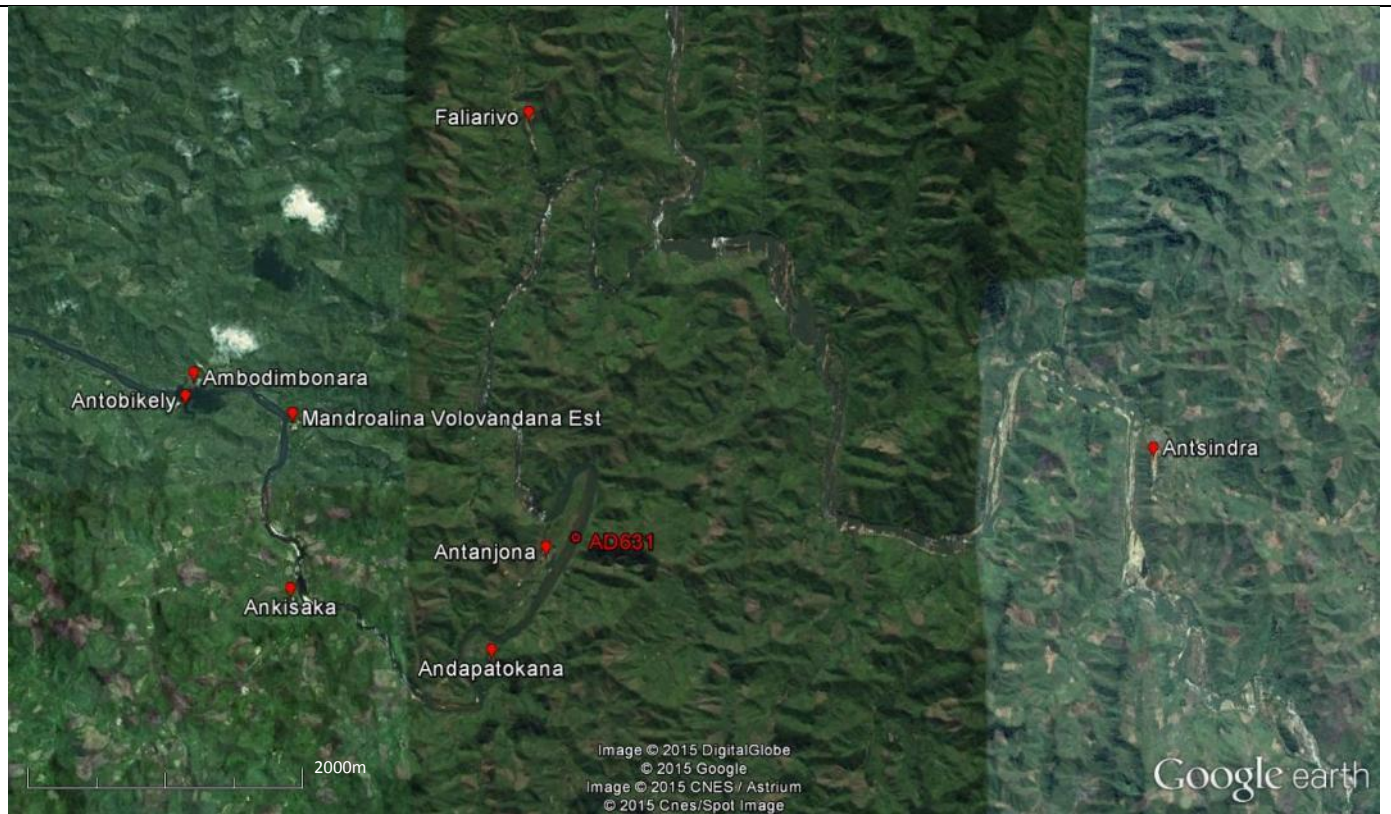 Faliarivo
Ambodimbonara
Antobikely
Mandroalina Volovandana Est
Antsindra
AD631
Antanjona
Ankisaka
Andapatokana
2000m
Image © 2015 DigitalGlobe
© 2015 Google
Image © 2015 CNES / Astrium
© 2015 Cnes/Spot Image
Google earth